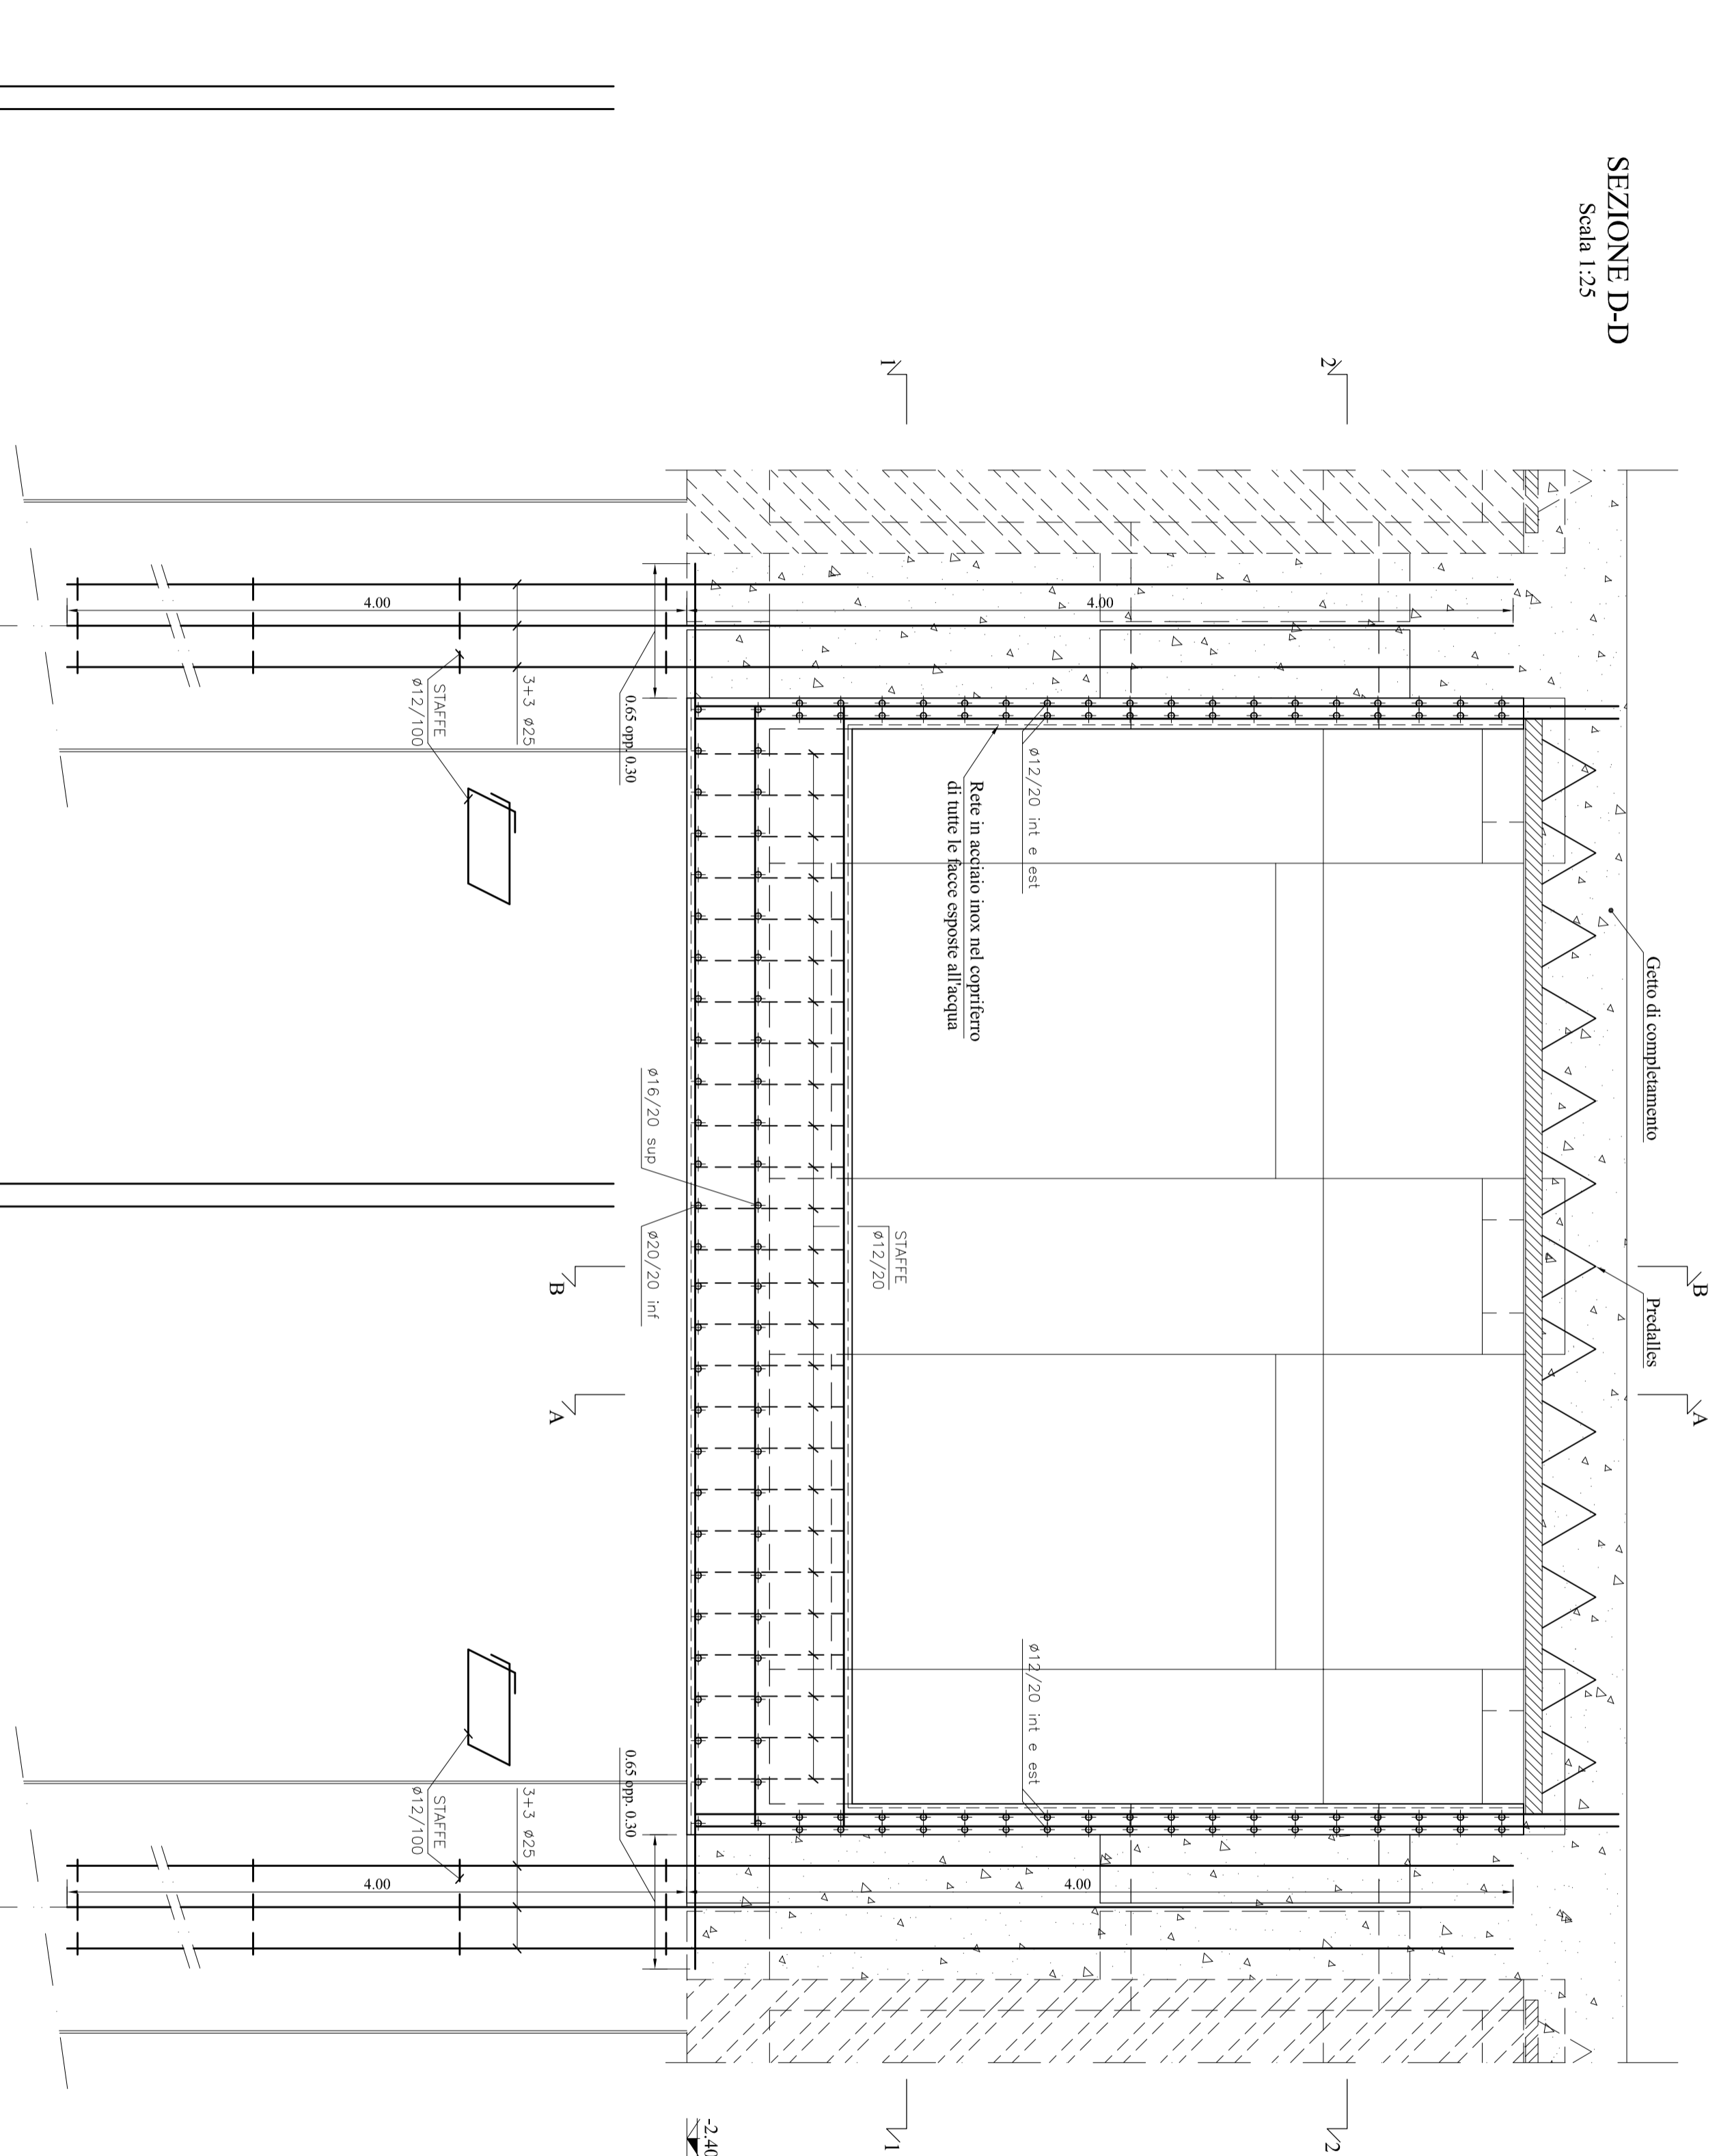 SEZIONE D-D
Scala 1:25
B
A
Getto di completamento
Predalles
2
2
1
1
Rete in acciaio inox nel copriferro
di tutte le facce esposte all'acqua
ø12/20 int e est
ø12/20 int e est
4.00
4.00
STAFFE
ø12/20
-2.40
ø16/20 sup
ø20/20 inf
0.65 opp. 0.30
0.65 opp. 0.30
B
A
3+3 ø25
3+3 ø25
STAFFE
ø12/100
STAFFE
ø12/100
4.00
4.00